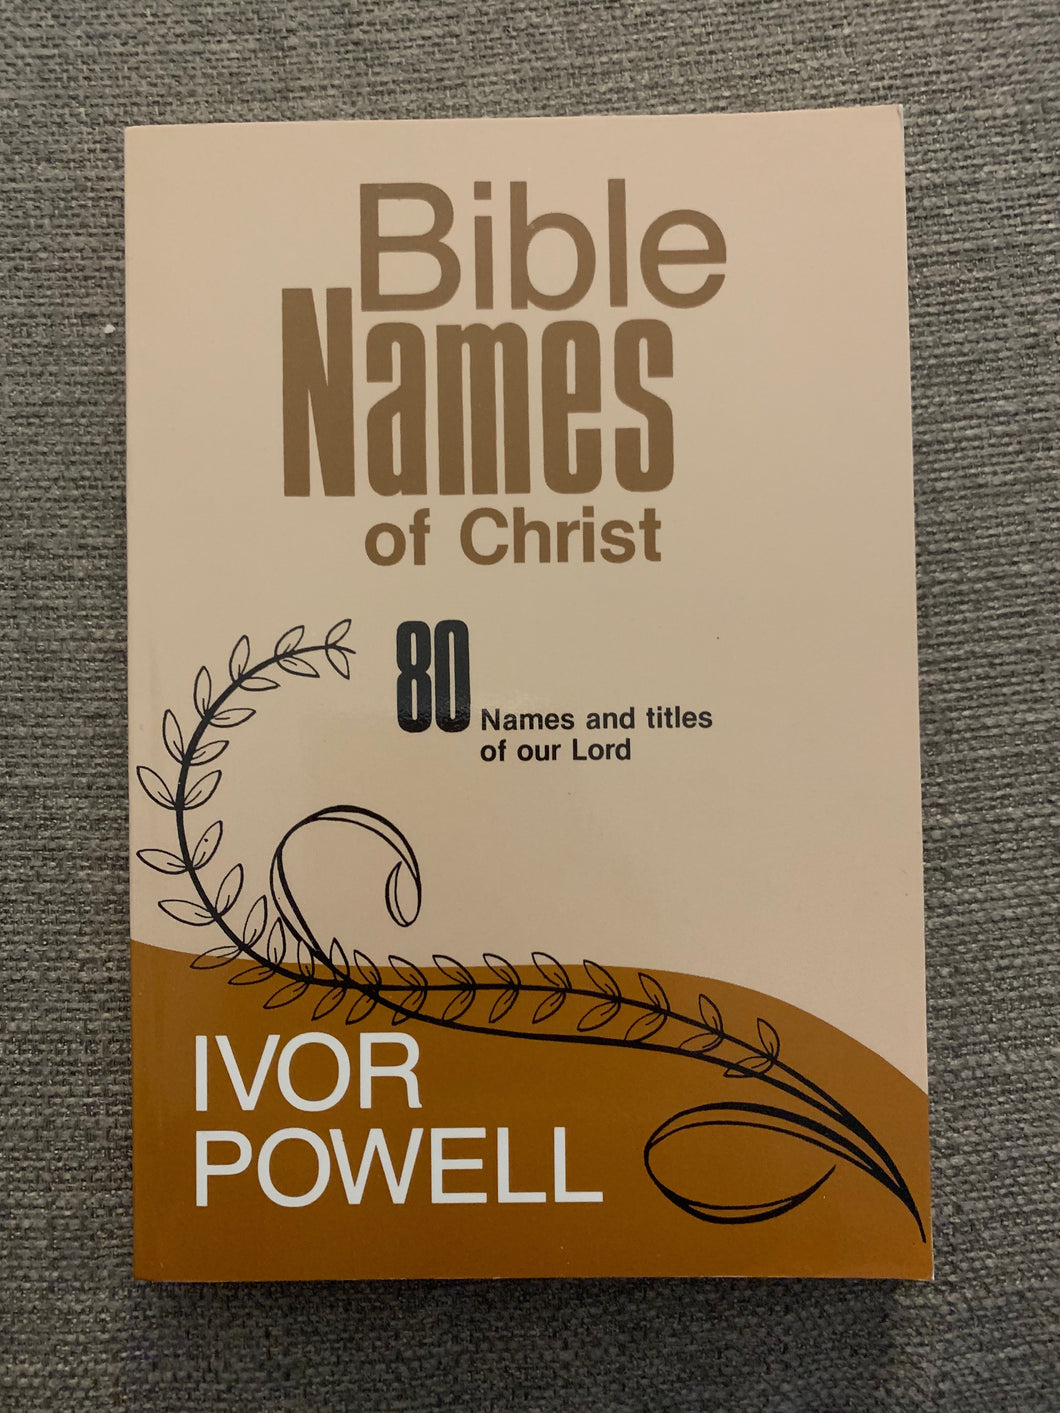 Bible
Names
of Christ
80 Names and titles
of our Lord
IVOR
POWELL